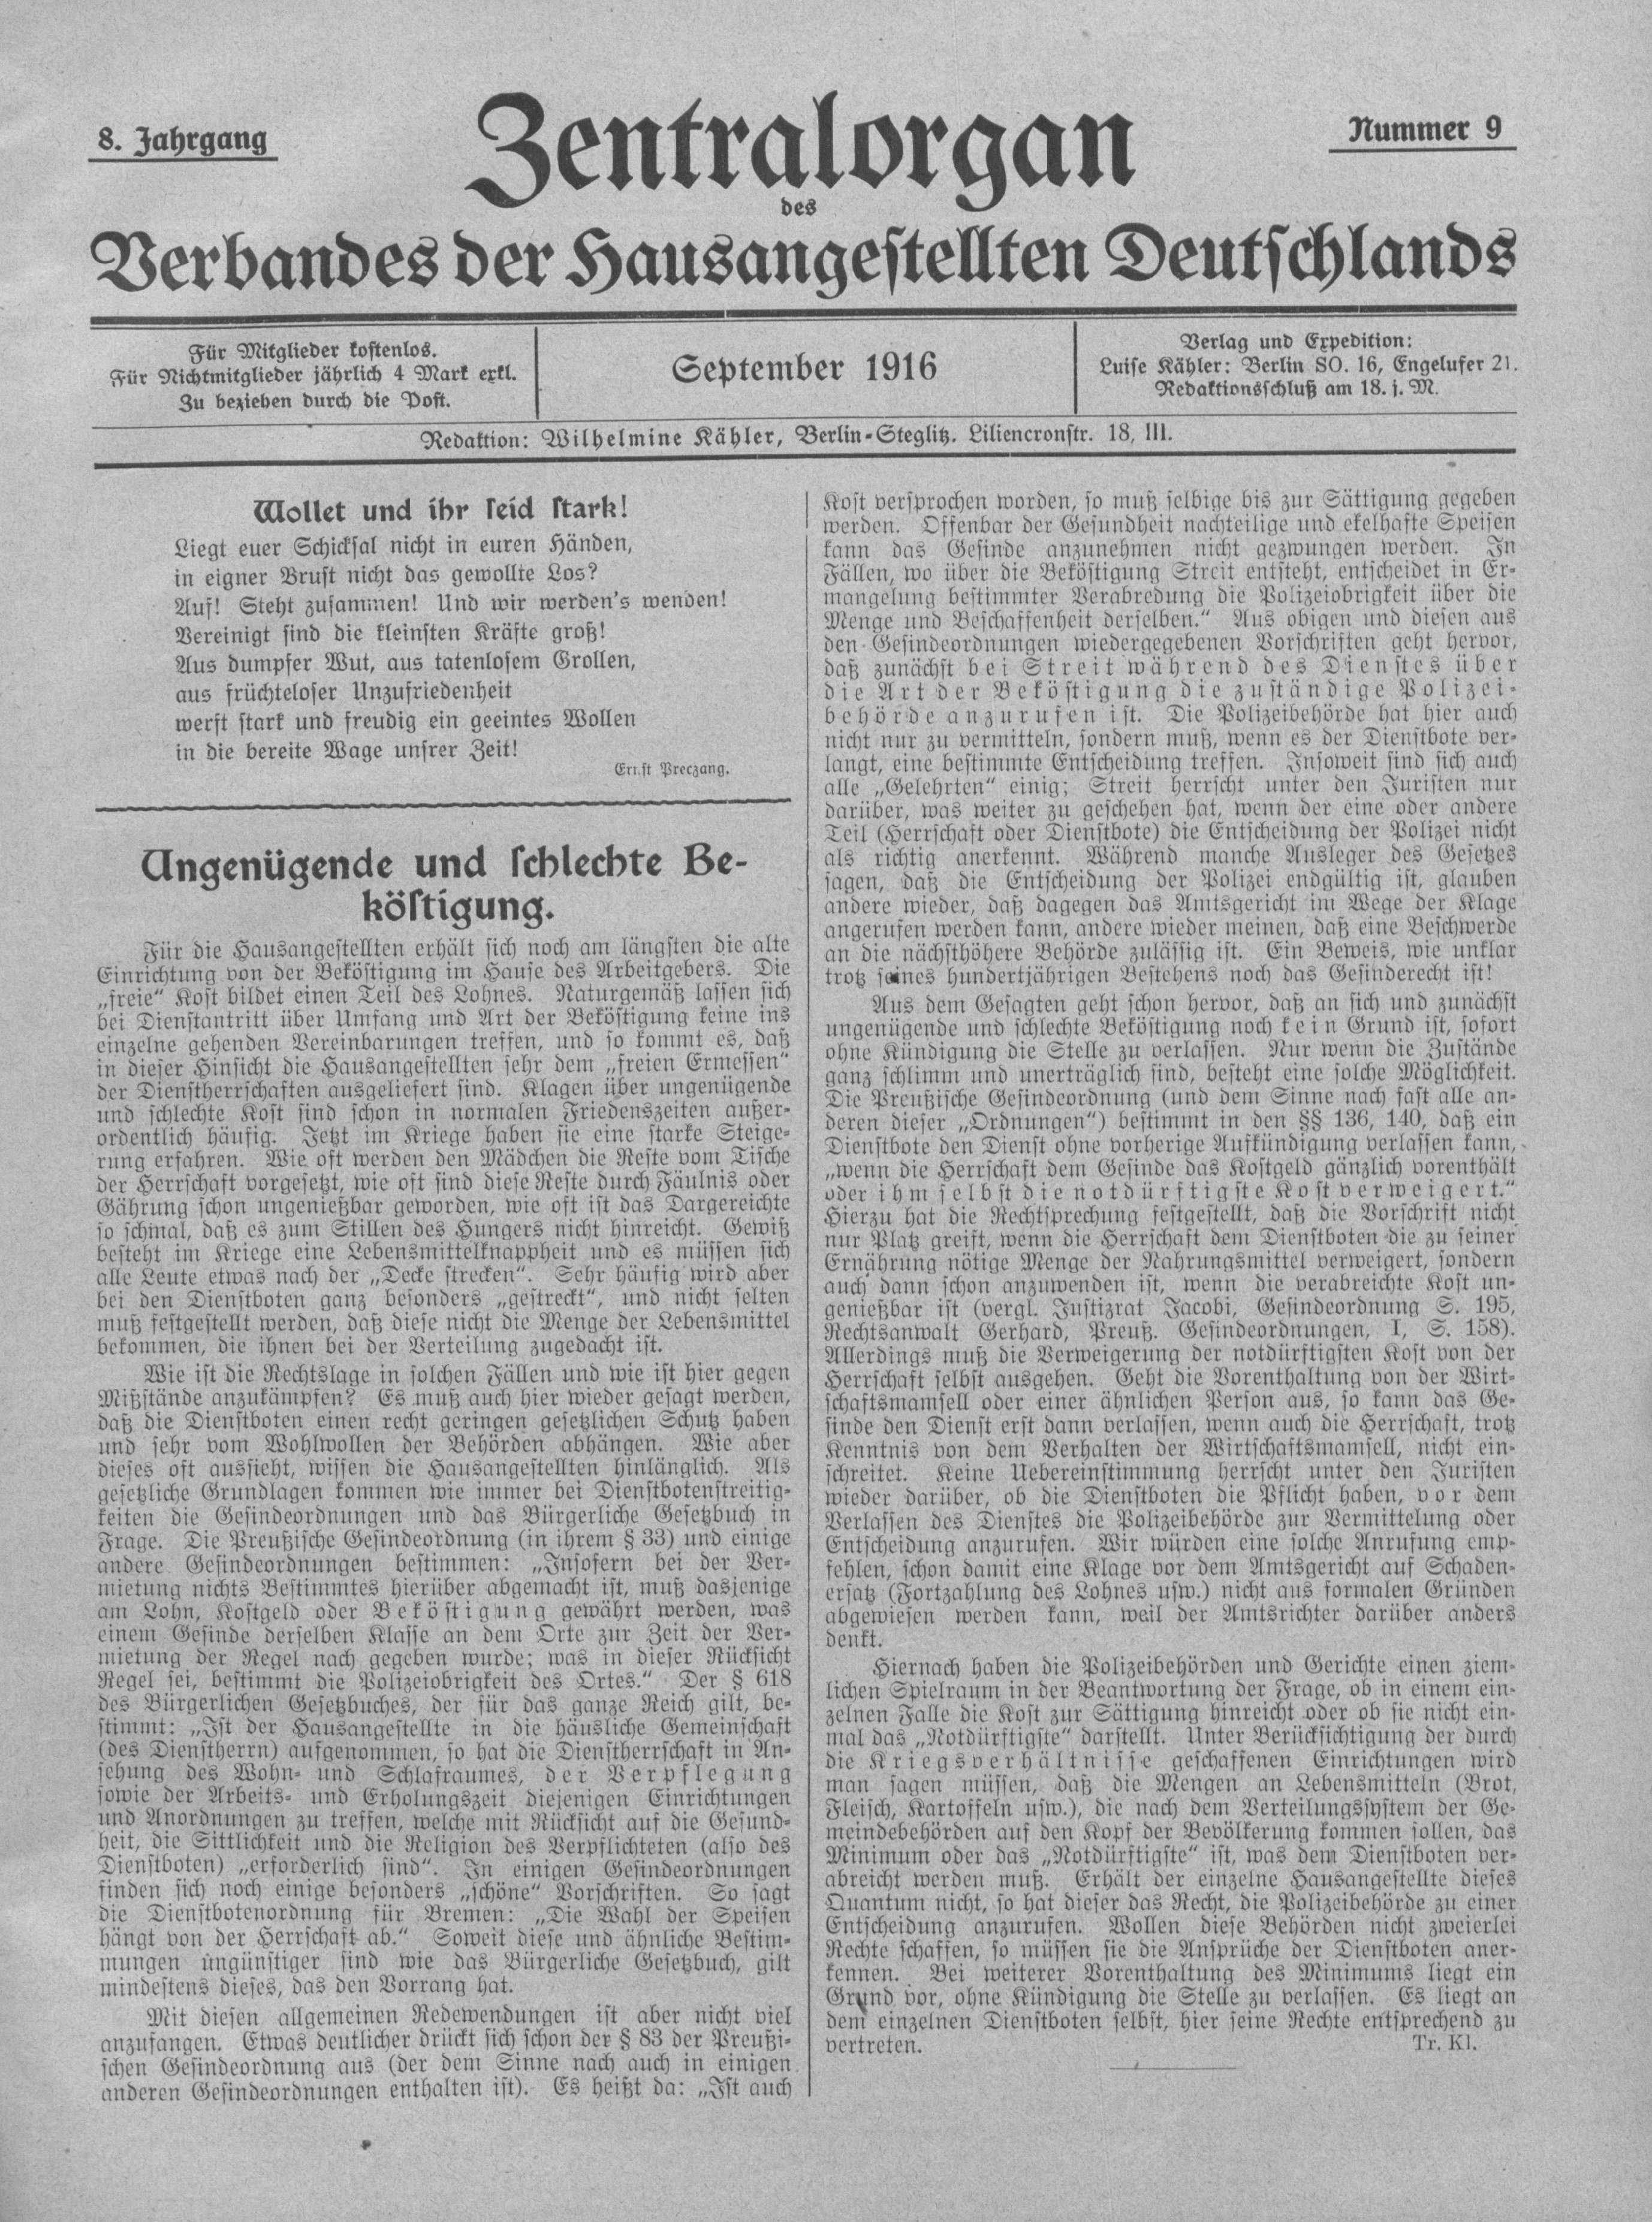 8. Jahrgang
Zentralorgan
Nummer 9
des
Verbandes der Hausangestellten Deutschlands
Für Mitglieder kostenlos.
Für Nichtmitglieder jährlich 4 Mark exkl.
Zu beziehen durch die Post.
September 1916
Verlag und Expedition:
Luise Kähler: Berlin SO. 16, Engelufer 21.
Redaktionsschluß am 18. j. M.
Redaktion: Wilhelmine Kähler, Berlin-Steglitz. Liliencronstr. 18, III.
Wollet und ihr seid stark!
Liegt euer Schicksal nicht in euren Händen,
in eigner Brust nicht das gewollte Los?
Auf! Steht zusammen! Und wir werden's wenden!
Vereinigt sind die kleinsten Kräfte groß!
Aus dumpfer Wut, aus tatenlosem Grollen,
aus früchteloser Unzufriedenheit
werft stark und freudig ein geeintes Wollen
in die bereite Wage unsrer Zeit!
Ernst Preczang.
Ungenügende und schlechte Be-
köstigung.
Für die Hausangestellten erhält sich noch am längsten die alte
Einrichtung von der Beköstigung im Hause des Arbeitgebers. Die
„freie“ Kost bildet einen Teil des Lohnes. Naturgemäß lassen sich
bei Dienstantritt über Umfang und Art der Beköstigung keine ins
einzelne gehenden Vereinbarungen treffen, und so kommt es, daß
in dieser Hinsicht die Hausangestellten sehr dem „freien Ermessen“
der Dienstherrschaften ausgeliefert sind. Klagen über ungenügende
und schlechte Kost sind schon in normalen Friedenszeiten außer-
ordentlich häufig. Jetzt im Kriege haben sie eine starke Steige-
rung erfahren. Wie oft werden den Mädchen die Reste vom Tische
der Herrschaft vorgesetzt, wie oft sind diese Reste durch Fäulnis oder
Gährung schon ungenießbar geworden, wie oft ist das Dargereichte
so schmal, daß es zum Stillen des Hungers nicht hinreicht. Gewiß
besteht im Kriege eine Lebensmittelknappheit und es müssen sich
alle Leute etwas nach der „Decke strecken“. Sehr häufig wird aber
bei den Dienstboten ganz besonders „gestreckt“, und nicht selten
muß festgestellt werden, daß diese nicht die Menge der Lebensmittel
bekommen, die ihnen bei der Verteilung zugedacht ist.
Wie ist die Rechtslage in solchen Fällen und wie ist hier gegen
Mißstände anzukämpfen? Es muß auch hier wieder gesagt werden,
daß die Dienstboten einen recht geringen gesetzlichen Schutz haben
und sehr vom Wohlwollen der Behörden abhängen. Wie aber
dieses oft aussieht, wissen die Hausangestellten hinlänglich. Als
gesetzliche Grundlagen kommen wie immer bei Dienstbotenstreitig-
keiten die Gesindeordnungen und das Bürgerliche Gesetzbuch in
Frage. Die Preußische Gesindeordnung (in ihrem § 33) und einige
andere Gesindeordnungen bestimmen: „Insofern bei der Ver-
mietung nichts Bestimmtes hierüber abgemacht ist, muß dasjenige
am Lohn, Kostgeld oder Beköstigung gewährt werden, was
einem Gesinde derselben Klasse an dem Orte zur Zeit der Ver-
mietung der Regel nach gegeben wurde; was in dieser Rücksicht
Regel sei, bestimmt die Polizeiobrigkeit des Ortes.“ Der § 618
des Bürgerlichen Gesetzbuches, der für das ganze Reich gilt, be-
stimmt: „Ist der Hausangestellte in die häusliche Gemeinschaft
(des Dienstherrn) aufgenommen, so hat die Dienstherrschaft in An-
sehung des Wohn- und Schlafraumes, der Verpflegung
sowie der Arbeits- und Erholungszeit diejenigen Einrichtungen
und Anordnungen zu treffen, welche mit Rücksicht auf die Gesund-
heit, die Sittlichkeit und die Religion des Verpflichteten (also des
Dienstboten) „erforderlich sind“. In einigen Gesindeordnungen
finden sich noch einige besonders „schöne“ Vorschriften. So sagt
die Dienstbotenordnung für Bremen: „Die Wahl der Speisen
hängt von der Herrschaft ab.“ Soweit diese und ähnliche Bestim-
mungen ungünstiger sind wie das Bürgerliche Gesetzbuch, gilt
mindestens dieses, das den Vorrang hat.
Mit diesen allgemeinen Redewendungen ist aber nicht viel
anzufangen. Etwas deutlicher drückt sich schon der § 83 der Preußi-
schen Gesindeordnung aus (der dem Sinne nach auch in einigen
anderen Gesindeordnungen enthalten ist). Es heißt da: „Ist auch
Kost versprochen worden, so muß selbige bis zur Sättigung gegeben
werden. Offenbar der Gesundheit nachteilige und ekelhafte Speisen
kann das Gesinde anzunehmen nicht gezwungen werden. In
Fällen, wo über die Beköstigung Streit entsteht, entscheidet in Er-
mangelung bestimmter Verabredung die Polizeiobrigkeit über die
Menge und Beschaffenheit derselben.“ Aus obigen und diesen aus
den Gesindeordnungen wiedergegebenen Vorschriften geht hervor,
daß zunächst bei Streit während des Dienstes über
die Art der Beköstigung die zuständige Polizei-
behörde anzurufen ist. Die Polizeibehörde hat hier auch
nicht nur zu vermitteln, sondern muß, wenn es der Dienstbote ver-
langt, eine bestimmte Entscheidung treffen. Insoweit sind sich auch
alle „Gelehrten“ einig; Streit herrscht unter den Juristen nur
darüber, was weiter zu geschehen hat, wenn der eine oder andere
Teil (Herrschaft oder Dienstbote) die Entscheidung der Polizei nicht
als richtig anerkennt. Während manche Ausleger des Gesetzes
sagen, daß die Entscheidung der Polizei endgültig ist, glauben
andere wieder, daß dagegen das Amtsgericht im Wege der Klage
angerufen werden kann, andere wieder meinen, daß eine Beschwerde
an die nächsthöhere Behörde zulässig ist. Ein Beweis, wie unklar
trotz seines hundertjährigen Bestehens noch das Gesinderecht ist!
Aus dem Gesagten geht schon hervor, daß an sich und zunächst
ungenügende und schlechte Beköstigung noch kein Grund ist, sofort
ohne Kündigung die Stelle zu verlassen. Nur wenn die Zustände
ganz schlimm und unerträglich sind, besteht eine solche Möglichkeit.
Die Preußische Gesindeordnung (und dem Sinne nach fast alle an-
deren dieser „Ordnungen“) bestimmt in den §§ 136, 140, daß ein
Dienstbote den Dienst ohne vorherige Aufkündigung verlassen kann,
„wenn die Herrschaft dem Gesinde das Kostgeld gänzlich vorenthält
oder ihm selbst die notdürftigste Kost verweigert.“
Hierzu hat die Rechtsprechung festgestellt, daß die Vorschrift nicht
nur Platz greift, wenn die Herrschaft dem Dienstboten die zu seiner
Ernährung nötige Menge der Nahrungsmittel verweigert, sondern
auch dann schon anzuwenden ist, wenn die verabreichte Kost un-
genießbar ist (vergl. Justizrat Jacobi, Gesindeordnung S. 195,
Rechtsanwalt Gerhard, Preuß. Gesindeordnungen, I, S. 158).
Allerdings muß die Verweigerung der notdürftigsten Kost von der
Herrschaft selbst ausgehen. Geht die Vorenthaltung von der Wirt-
schaftsmamsell oder einer ähnlichen Person aus, so kann das Ge-
sinde den Dienst erst dann verlassen, wenn auch die Herrschaft, trotz
Kenntnis von dem Verhalten der Wirtschaftsmamsell, nicht ein-
schreitet. Keine Uebereinstimmung herrscht unter den Juristen
wieder darüber, ob die Dienstboten die Pflicht haben, vor dem
Verlassen des Dienstes die Polizeibehörde zur Vermittelung oder
Entscheidung anzurufen. Wir würden eine solche Anrufung emp-
fehlen, schon damit eine Klage vor dem Amtsgericht auf Schaden-
ersatz (Fortzahlung des Lohnes usw.) nicht aus formalen Gründen
abgewiesen werden kann, weil der Amtsrichter darüber anders
denkt.
Hiernach haben die Polizeibehörden und Gerichte einen ziem-
lichen Spielraum in der Beantwortung der Frage, ob in einem ein-
zelnen Falle die Kost zur Sättigung hinreicht oder ob sie nicht ein-
mal das „Notdürftigste“ darstellt. Unter Berücksichtigung der durch
die Kriegsverhältnisse geschaffenen Einrichtungen wird
man sagen müssen, daß die Mengen an Lebensmitteln (Brot,
Fleisch, Kartoffeln usw.), die nach dem Verteilungssystem der Ge-
meindebehörden auf den Kopf der Bevölkerung kommen sollen, das
Minimum oder das „Notdürftigste“ ist, was dem Dienstboten ver-
abreicht werden muß. Erhält der einzelne Hausangestellte dieses
Quantum nicht, so hat dieser das Recht, die Polizeibehörde zu einer
Entscheidung anzurufen. Wollen diese Behörden nicht zweierlei
Rechte schaffen, so müssen sie die Ansprüche der Dienstboten aner-
kennen. Bei weiterer Vorenthaltung des Minimums liegt ein
Grund vor, ohne Kündigung die Stelle zu verlassen. Es liegt an
dem einzelnen Dienstboten selbst, hier seine Rechte entsprechend zu
vertreten. Tr. Kl.